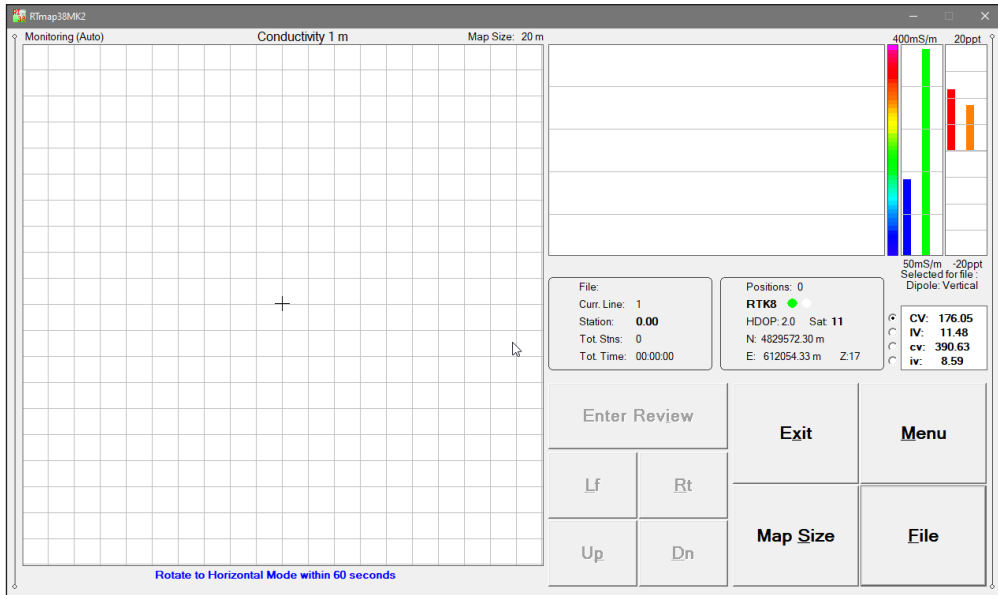 RTmap38MK2
Monitoring (Auto) Conductivity 1 m Map Size: 20 m
400mS/m 20ppt
50mS/m -20ppt
Selected for file :
Dipole: Vertical
File:
Curr. Line: 1
Station: 0.00
Tot. Stns: 0
Tot. Time: 00:00:00
Positions: 0
RTK8
HDOP: 2.0 Sat: 11
N: 4829572.30 m
E: 612054.33 m Z:17
CV: 176.05
IV: 11.48
cv: 390.63
iv: 8.59
Enter Review
Exit
Menu
Lf
Rt
Map Size
File
Up
Dn
Rotate to Horizontal Mode within 60 seconds